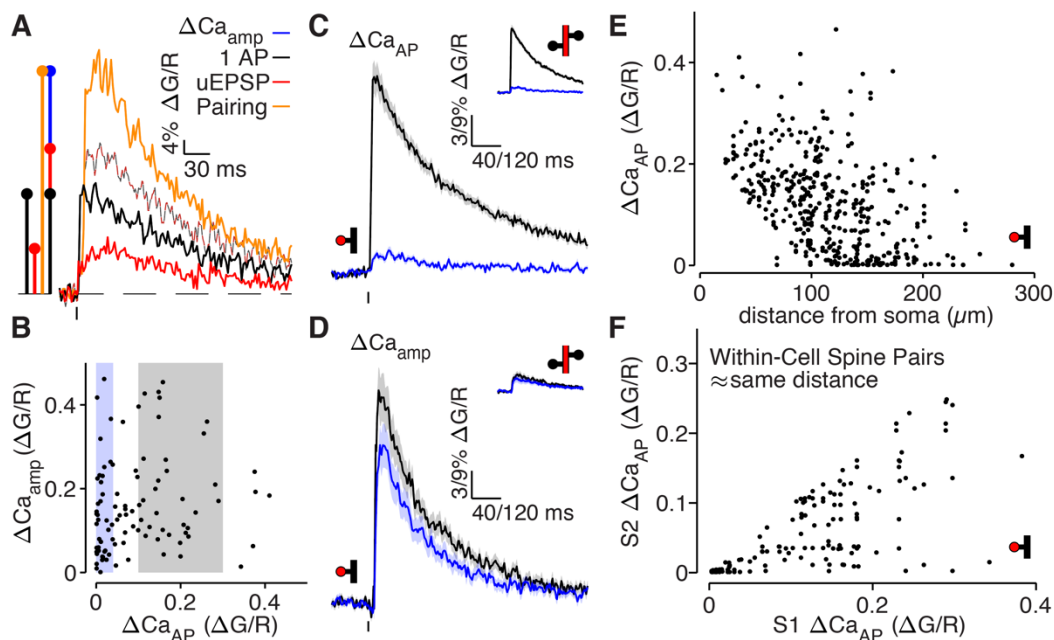 A
ΔCa_amp
1 AP
uEPSP
Pairing
4% ΔG/R
30 ms
B
ΔCa_amp (ΔG/R)
0.4
0.2
0
0
0.2
0.4
ΔCa_AP (ΔG/R)
C
ΔCa_AP
3/9% ΔG/R
40/120 ms
D
ΔCa_amp
3/9% ΔG/R
40/120 ms
E
ΔCa_AP (ΔG/R)
0.4
0.2
0
0
100
200
300
distance from soma (μm)
F
Within-Cell Spine Pairs
≈same distance
S2 ΔCa_AP (ΔG/R)
0.3
0.2
0.1
0
0
0.2
0.4
S1 ΔCa_AP (ΔG/R)